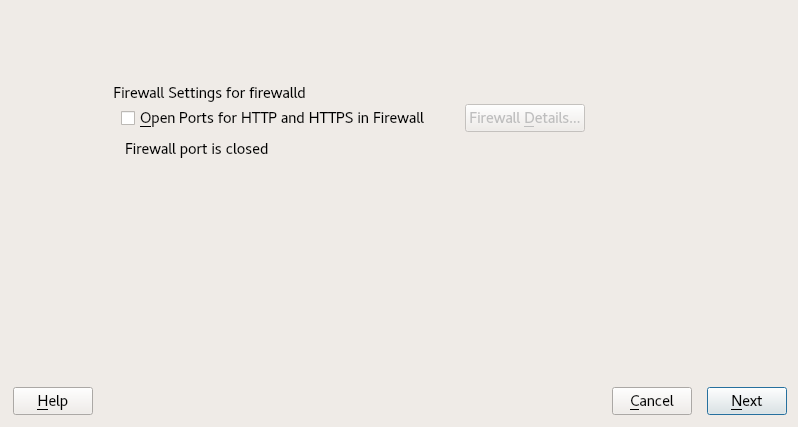 Firewall Settings for firewalld
Open Ports for HTTP and HTTPS in Firewall
Firewall Details...
Firewall port is closed
Help
Cancel
Next